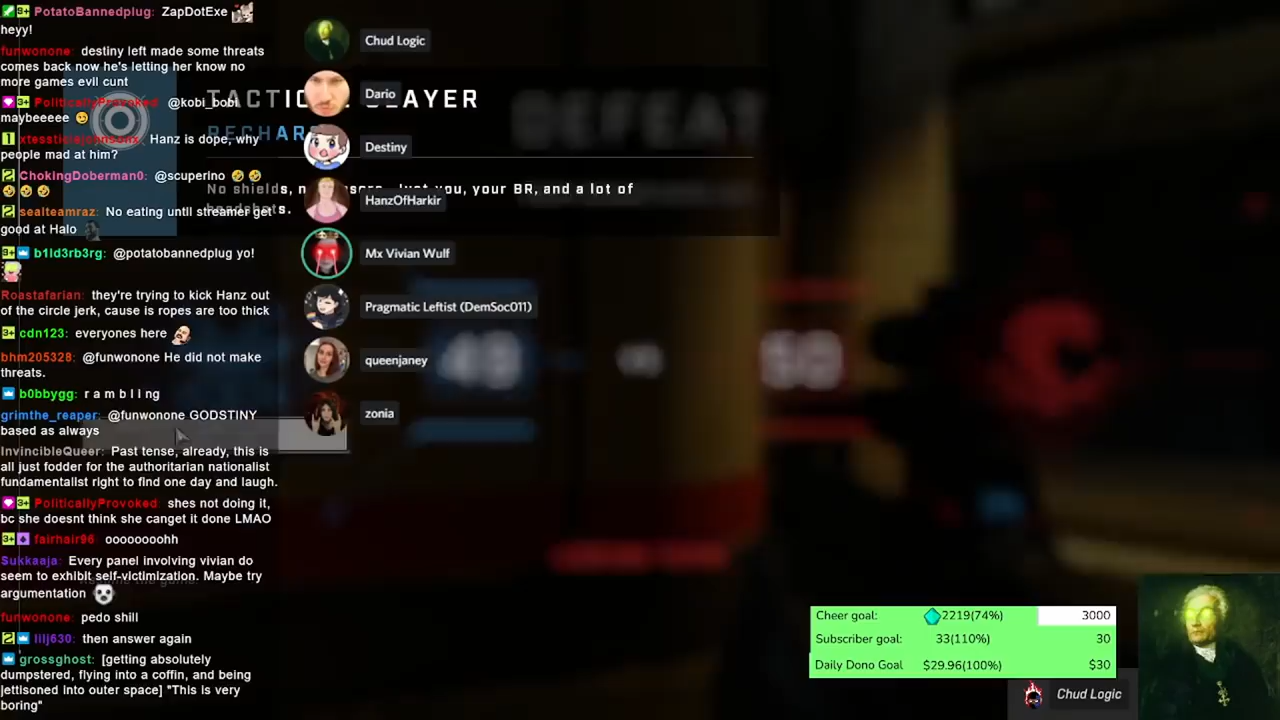 PotatoBannedplug: ZapDotExe
heyy!
funwonone: destiny left made some threats
comes back now he's letting her know no
more games evil cunt
PoliticallyProvoked @kobi_bobi
maybeeeee
Hanz is dope, why
people mad at him?
ChokingDoberman0: @scuperino
sealteamraz: No eating until streamer get
good at Halo
b1ld3rb3rg: @potatobannedplug yo!
Roastafarian: they're trying to kick Hanz out
of the circle jerk, cause is ropes are too thick
cdn123: everyones here
bhm205328: @funwonone He did not make
threats.
b0bbygg: r a m b l I ng
grimthe_reaper: @funwonone GODSTINY
based as always
InvincibleQueer: Past tense, already, this is
all just fodder for the authoritarian nationalist
fundamentalist right to find one day and laugh.
PoliticallyProvoked shes not doing it,
bc she doesnt think she canget it done LMAO
fairhair96 oooooooohh
Sukkaaja: Every panel involving vivian do
seem to exhibit self-victimization. Maybe try
argumentation
funwonone: pedo shill
lilj630: then answer again
grossghost: [getting absolutely
dumpstered, flying into a coffin, and being
jettisoned into outer space] "This is very
boring"
Chud Logic
Dario
Destiny
HanzOfHarkir
Mx Vivian Wulf
Pragmatic Leftist (DemSoc011)
queenjaney
zonia
SLAYER
DEFEAT
No shields, just you, your BR, and a lot of
49 VS 50
Cheer goal: 2219(74%) 3000
Subscriber goal: 33(110%) 30
Daily Dono Goal $29.96(100%) $30
Chud Logic